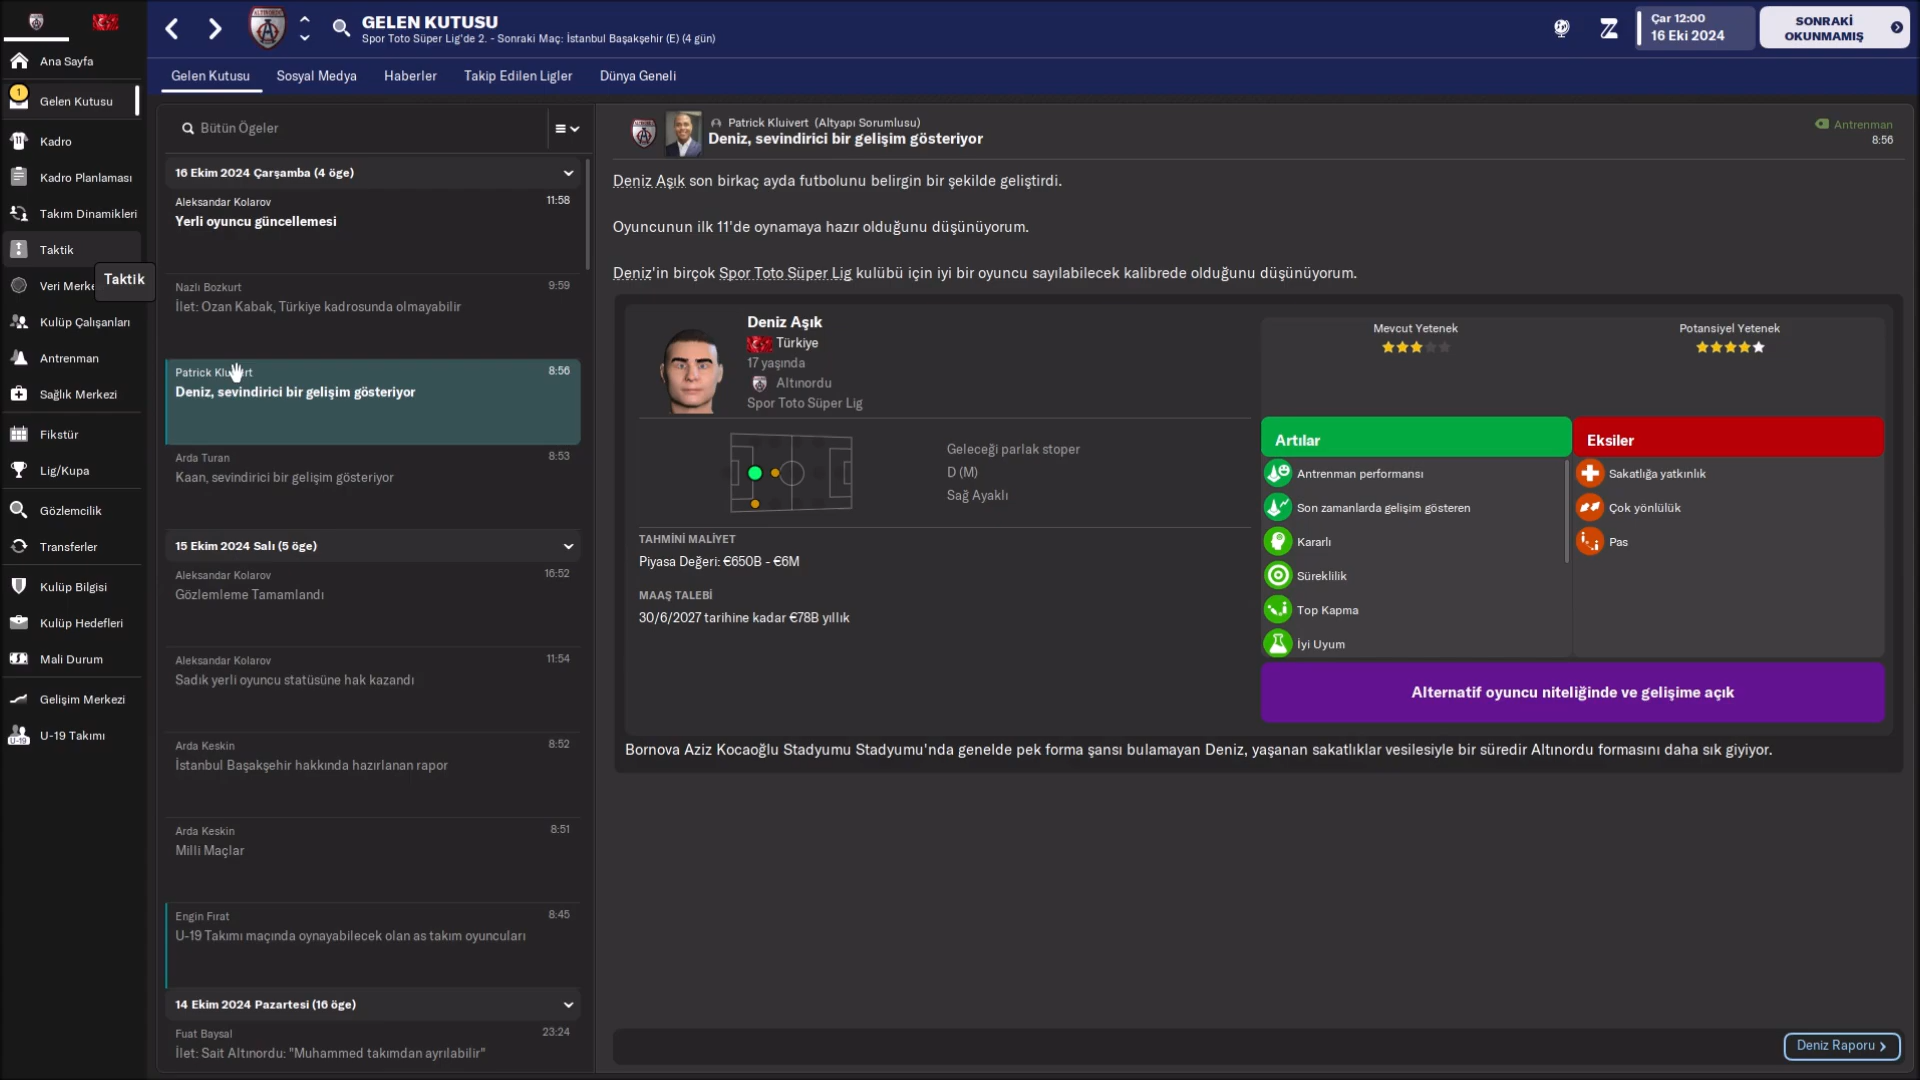 GELEN KUTUSU
Spor Toto Süper Lig'de 2. - Sonraki Maç: İstanbul Başakşehir (E) (4 gün)
Çar 12:00
16 Eki 2024
SONRAKİ
OKUNMAMIŞ
Ana Sayfa
1
Gelen Kutusu
Kadro
Kadro Planlaması
Takım Dinamikleri
Taktik
Veri Merke
Taktik
Kulüp Çalışanları
Antrenman
Sağlık Merkezi
Fikstür
Lig/Kupa
Gözlemcilik
Transferler
Kulüp Bilgisi
Kulüp Hedefleri
Mali Durum
Gelişim Merkezi
U-19 Takımı
Gelen Kutusu
Sosyal Medya
Haberler
Takip Edilen Ligler
Dünya Geneli
Bütün Ögeler
16 Ekim 2024 Çarşamba (4 öge)
Aleksandar Kolarov 11:58
Yerli oyuncu güncellemesi
Nazlı Bozkurt 9:59
İlet: Ozan Kabak, Türkiye kadrosunda olmayabilir
Patrick Klu rt 8:56
Deniz, sevindirici bir gelişim gösteriyor
Arda Turan 8:53
Kaan, sevindirici bir gelişim gösteriyor
15 Ekim 2024 Salı (5 öge)
Aleksandar Kolarov 16:52
Gözlemleme Tamamlandı
Aleksandar Kolarov 11:54
Sadık yerli oyuncu statüsüne hak kazandı
Arda Keskin 8:52
İstanbul Başakşehir hakkında hazırlanan rapor
Arda Keskin 8:51
Milli Maçlar
Engin Fırat 8:45
U-19 Takımı maçında oynayabilecek olan as takım oyuncuları
14 Ekim 2024 Pazartesi (16 öge)
Fuat Baysal 23:24
İlet: Sait Altınordu: "Muhammed takımdan ayrılabilir"
Patrick Kluivert (Altyapı Sorumlusu)
Deniz, sevindirici bir gelişim gösteriyor
Antrenman
8:56
Deniz Aşık son birkaç ayda futbolunu belirgin bir şekilde geliştirdi.
Oyuncunun ilk 11'de oynamaya hazır olduğunu düşünüyorum.
Deniz'in birçok Spor Toto Süper Lig kulübü için iyi bir oyuncu sayılabilecek kalibrede olduğunu düşünüyorum.
Deniz Aşık
Türkiye
17 yaşında
Altınordu
Spor Toto Süper Lig
Geleceği parlak stoper
D (M)
Sağ Ayaklı
TAHMİNİ MALİYET
Piyasa Değeri: €650B - €6M
MAAŞ TALEBİ
30/6/2027 tarihine kadar €78B yıllık
Mevcut Yetenek
Potansiyel Yetenek
Artılar
Antrenman performansı
Son zamanlarda gelişim gösteren
Kararlı
Süreklilik
Top Kapma
İyi Uyum
Eksiler
Sakatlığa yatkınlık
Çok yönlülük
Pas
Alternatif oyuncu niteliğinde ve gelişime açık
Bornova Aziz Kocaoğlu Stadyumu Stadyumu'nda genelde pek forma şansı bulamayan Deniz, yaşanan sakatlıklar vesilesiyle bir süredir Altınordu formasını daha sık giyiyor.
Deniz Raporu